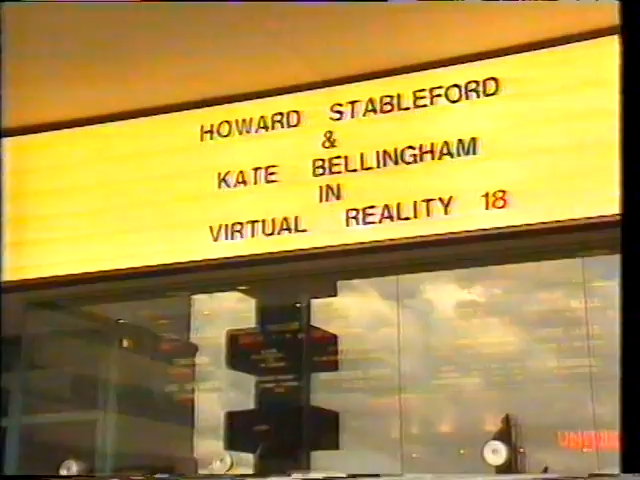 HOWARD STABLEFORD
&
KATE BELLINGHAM
IN
VIRTUAL REALITY 18